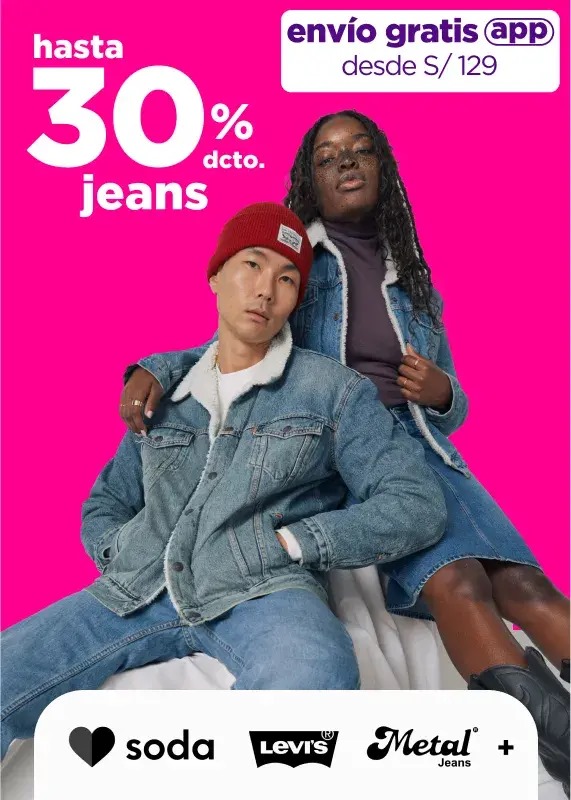 hasta
30%
dcto.
jeans
envío gratis app
desde S/ 129
soda
LEVI'S®
Metal®
Jeans
+